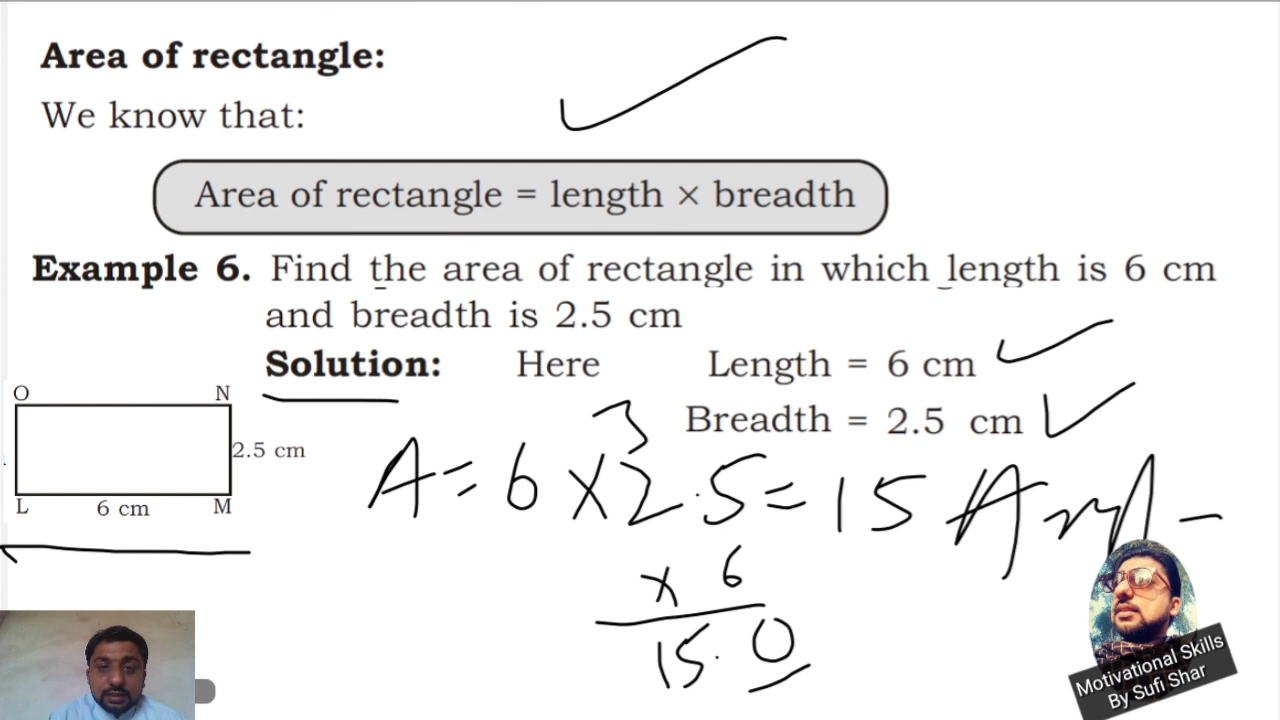 Area of rectangle:
We know that:
Area of rectangle = length × breadth
Example 6. Find the area of rectangle in which length is 6 cm
and breadth is 2.5 cm
Solution: Here Length = 6 cm
Breadth = 2.5 cm
O N
2.5 cm
L 6 cm M
3
A = 6 × 2.5 = 15
× 6
15.0
Motivational Skills
By Sufi Shar